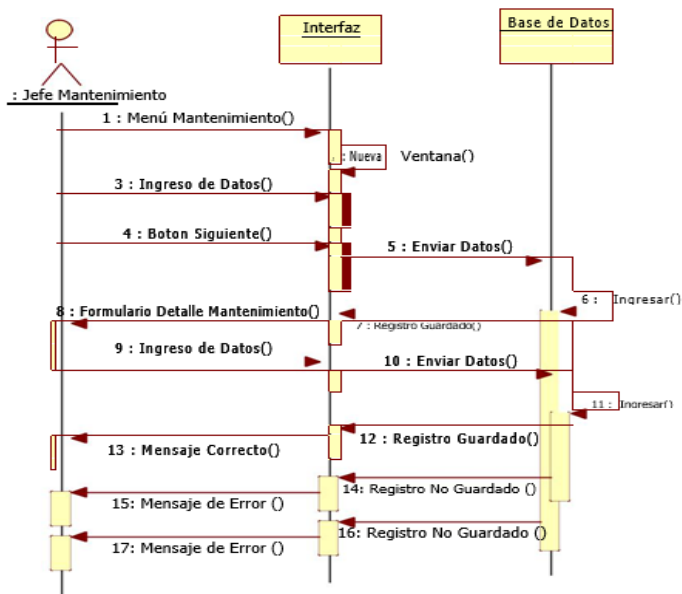 Interfaz
Base de Datos
: Jefe Mantenimiento
1 : Menú Mantenimiento()
: Nueva Ventana()
3 : Ingreso de Datos()
4 : Boton Siguiente()
5 : Enviar Datos()
6 : Ingresar()
8 : Formulario Detalle Mantenimiento()
7 : Registro Guardado()
9 : Ingreso de Datos()
10 : Enviar Datos()
11 : Ingresar()
12 : Registro Guardado()
13 : Mensaje Correcto()
14: Registro No Guardado ()
15: Mensaje de Error ()
16: Registro No Guardado ()
17: Mensaje de Error ()